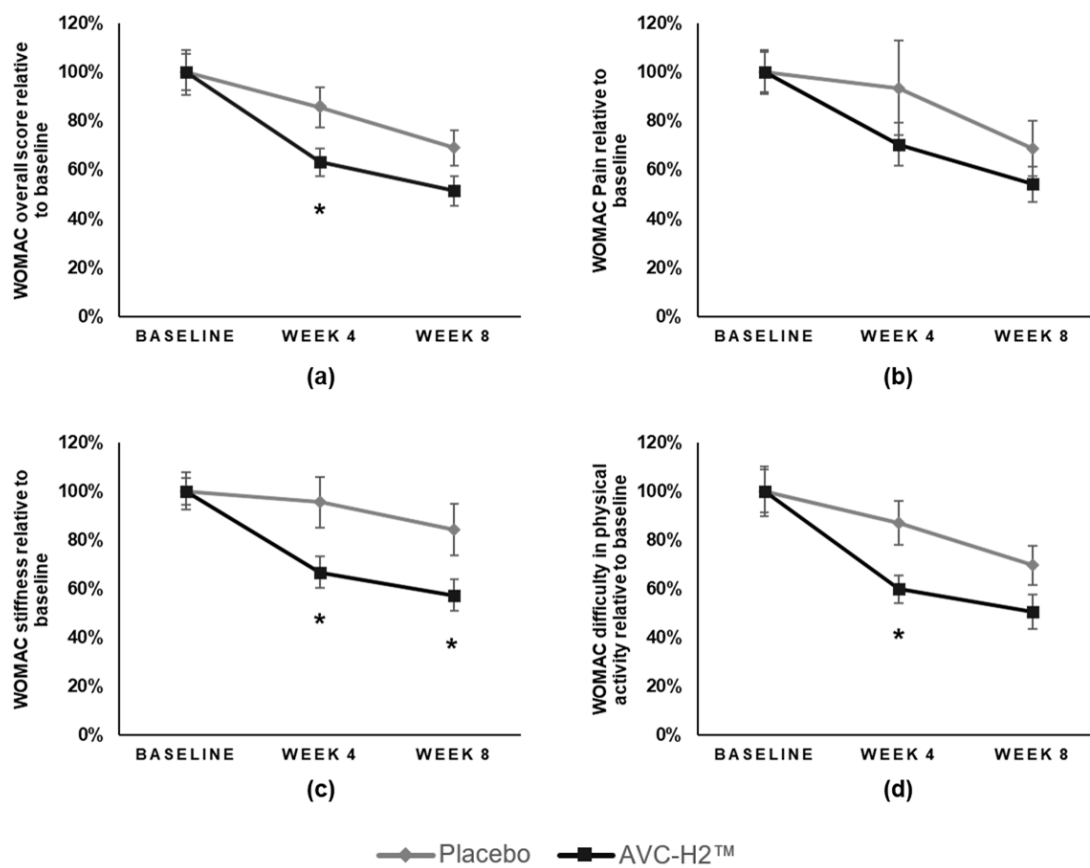 WOMAC overall score relative
to baseline
120%
100%
80%
60%
40%
20%
0%
*
BASELINE WEEK 4 WEEK 8
(a)
WOMAC Pain relative to
baseline
120%
100%
80%
60%
40%
20%
0%
BASELINE WEEK 4 WEEK 8
(b)
WOMAC stiffness relative to
baseline
120%
100%
80%
60%
40%
20%
0%
* *
BASELINE WEEK 4 WEEK 8
(c)
WOMAC difficulty in physical
activity relative to baseline
120%
100%
80%
60%
40%
20%
0%
*
BASELINE WEEK 4 WEEK 8
(d)
Placebo AVC-H2™